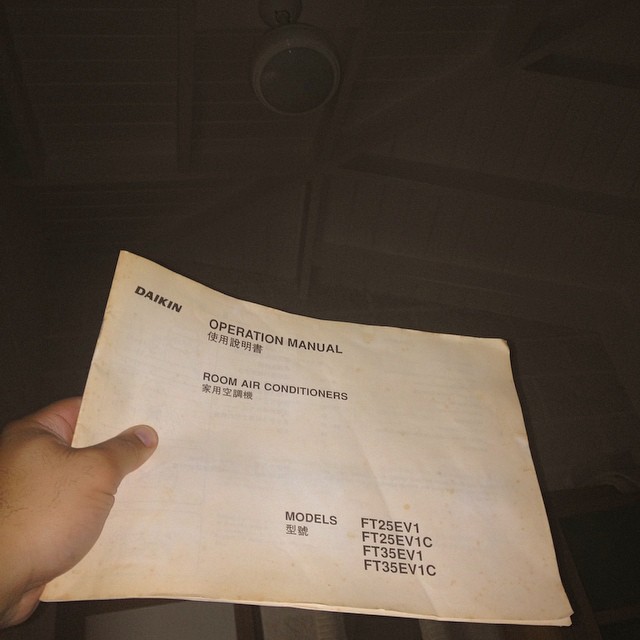 DAIKIN
OPERATION MANUAL
使用說明書
ROOM AIR CONDITIONERS
家用空調機
MODELS
型號
FT25EV1
FT25EV1C
FT35EV1
FT35EV1C